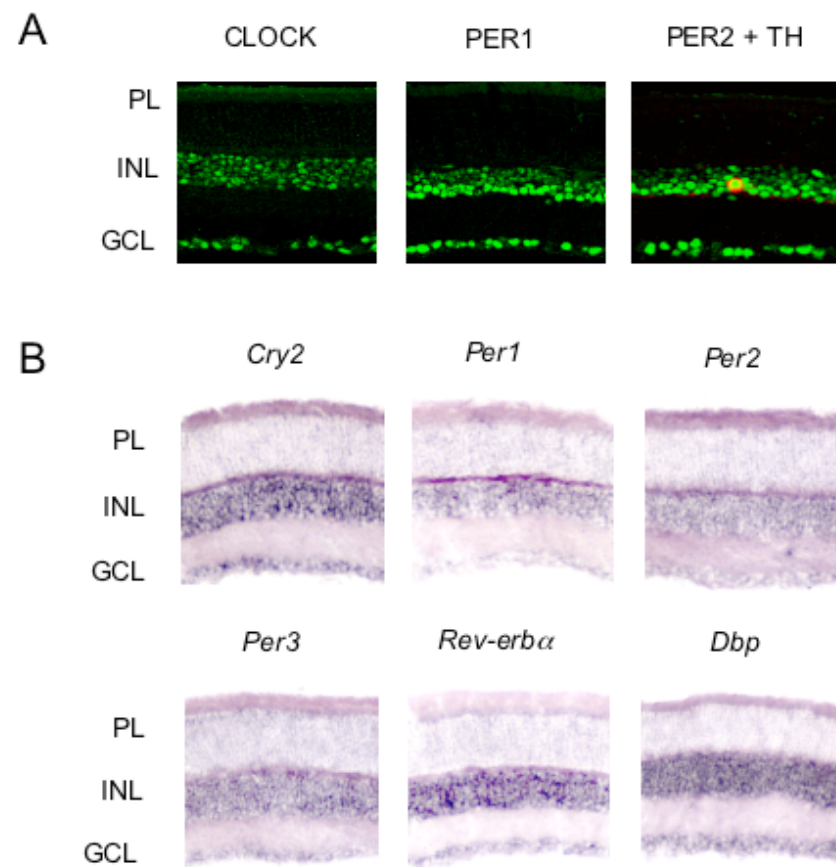 A
CLOCK PER1 PER2 + TH
PL
INL
GCL
B
Cry2 Per1 Per2
PL
INL
GCL
Per3 Rev-erbα Dbp
PL
INL
GCL